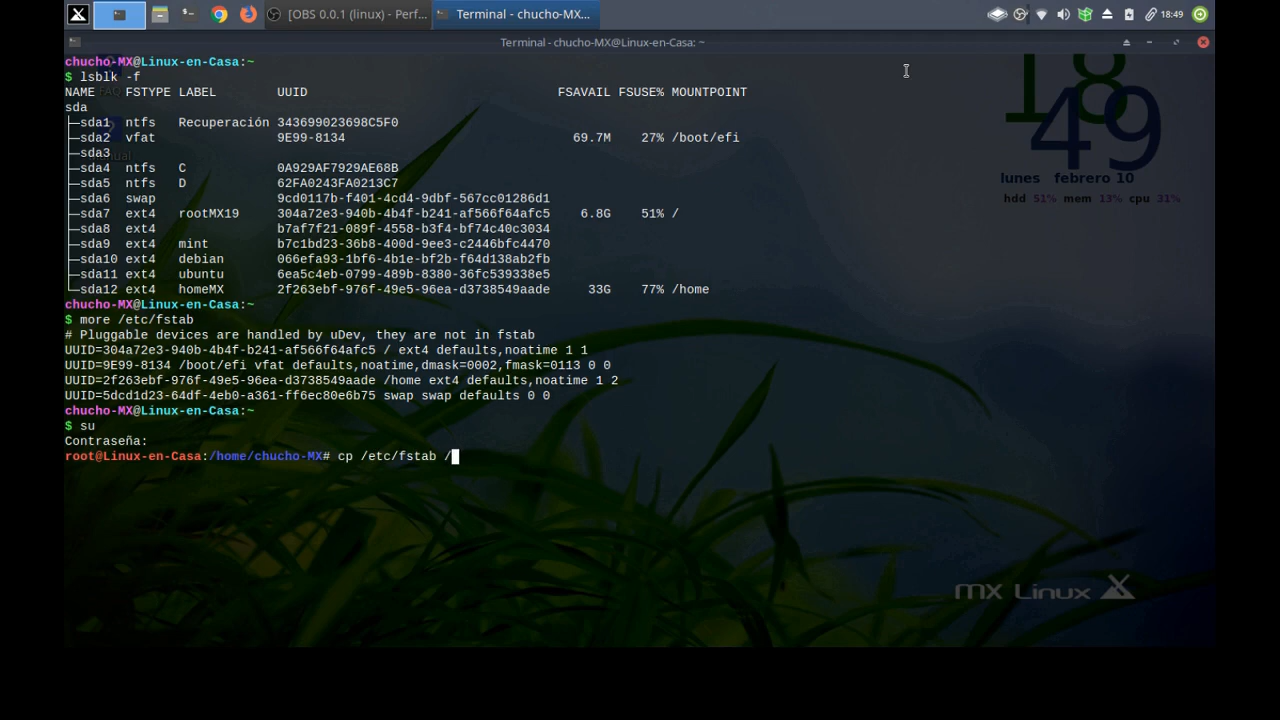 [OBS 0.0.1 (linux) - Perf...
Terminal - chucho-MX...
18:49
Terminal - chucho-MX@Linux-en-Casa: ~
chucho-MX@Linux-en-Casa:~
$ lsblk -f
NAME FSTYPE LABEL UUID FSAVAIL FSUSE% MOUNTPOINT
sda
├─sda1 ntfs Recuperación 343699023698C5F0
├─sda2 vfat 9E99-8134 69.7M 27% /boot/efi
├─sda3
├─sda4 ntfs C 0A929AF7929AE68B
├─sda5 ntfs D 62FA0243FA0213C7
├─sda6 swap 9cd0117b-f401-4cd4-9dbf-567cc01286d1
├─sda7 ext4 rootMX19 304a72e3-940b-4b4f-b241-af566f64afc5 6.8G 51% /
├─sda8 ext4 b7af7f21-089f-4558-b3f4-bf74c40c3034
├─sda9 ext4 mint b7c1bd23-36b8-400d-9ee3-c2446bfc4470
├─sda10 ext4 debian 066efa93-1bf6-4b1e-bf2b-f64d138ab2fb
├─sda11 ext4 ubuntu 6ea5c4eb-0799-489b-8380-36fc539338e5
└─sda12 ext4 homeMX 2f263ebf-976f-49e5-96ea-d3738549aade 33G 77% /home
chucho-MX@Linux-en-Casa:~
$ more /etc/fstab
# Pluggable devices are handled by uDev, they are not in fstab
UUID=304a72e3-940b-4b4f-b241-af566f64afc5 / ext4 defaults,noatime 1 1
UUID=9E99-8134 /boot/efi vfat defaults,noatime,dmask=0002,fmask=0113 0 0
UUID=2f263ebf-976f-49e5-96ea-d3738549aade /home ext4 defaults,noatime 1 2
UUID=5dcd1d23-64df-4eb0-a361-ff6ec80e6b75 swap swap defaults 0 0
chucho-MX@Linux-en-Casa:~
$ su
Contraseña:
root@Linux-en-Casa:/home/chucho-MX# cp /etc/fstab /
18
49
lunes febrero 10
hdd 51% mem 13% cpu 31%
MX Linux